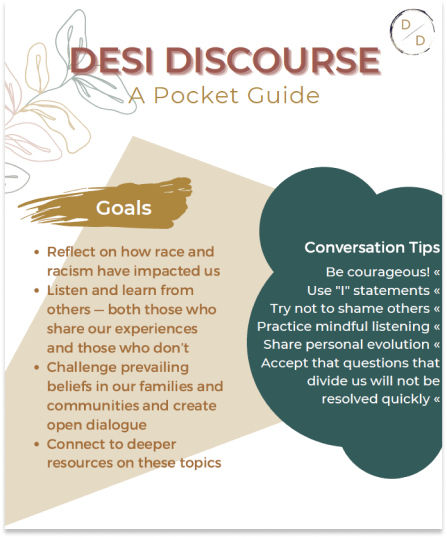 D
D
DESI DISCOURSE
A Pocket Guide
Goals
• Reflect on how race and
racism have impacted us
• Listen and learn from
others — both those who
share our experiences
and those who don't
• Challenge prevailing
beliefs in our families and
communities and create
open dialogue
• Connect to deeper
resources on these topics
Conversation Tips
Be courageous! «
Use "I" statements «
Try not to shame others «
Practice mindful listening «
Share personal evolution «
Accept that questions that
divide us will not be
resolved quickly «